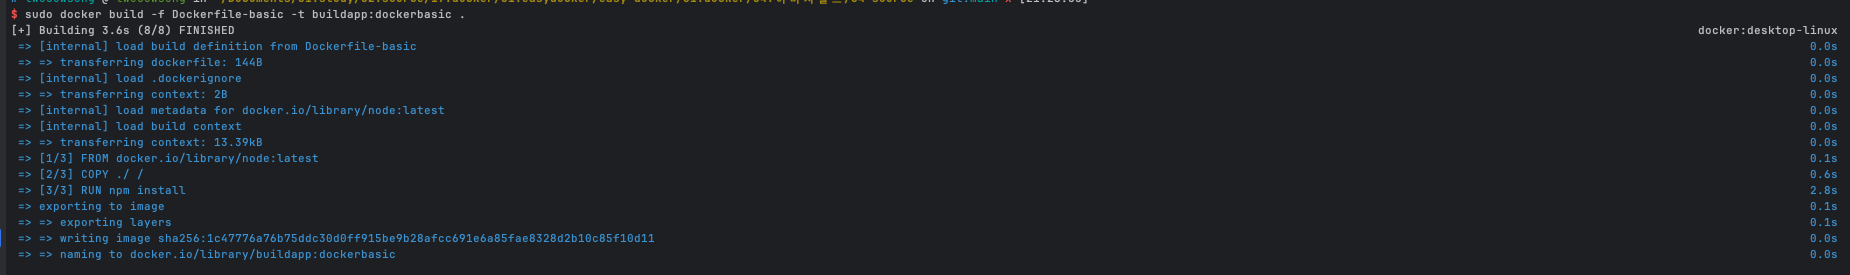 $ sudo docker build -f Dockerfile-basic -t buildapp:dockerbasic .
[+] Building 3.6s (8/8) FINISHED docker:desktop-linux
=> [internal] load build definition from Dockerfile-basic 0.0s
=> => transferring dockerfile: 144B 0.0s
=> [internal] load .dockerignore 0.0s
=> => transferring context: 2B 0.0s
=> [internal] load metadata for docker.io/library/node:latest 0.0s
=> [internal] load build context 0.0s
=> => transferring context: 13.39kB 0.0s
=> [1/3] FROM docker.io/library/node:latest 0.1s
=> [2/3] COPY ./ / 0.6s
=> [3/3] RUN npm install 2.8s
=> exporting to image 0.1s
=> => exporting layers 0.1s
=> => writing image sha256:1c47776a76b75ddc30d0ff915be9b28afcc691e6a85fae8328d2b10c85f10d11 0.0s
=> => naming to docker.io/library/buildapp:dockerbasic 0.0s